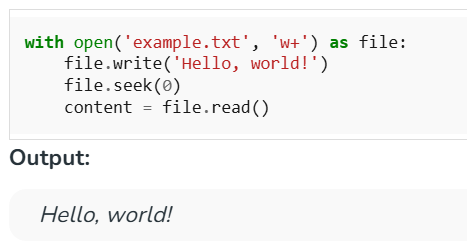 with open('example.txt', 'w+') as file:
    file.write('Hello, world!')
    file.seek(0)
    content = file.read()
Output:
Hello, world!